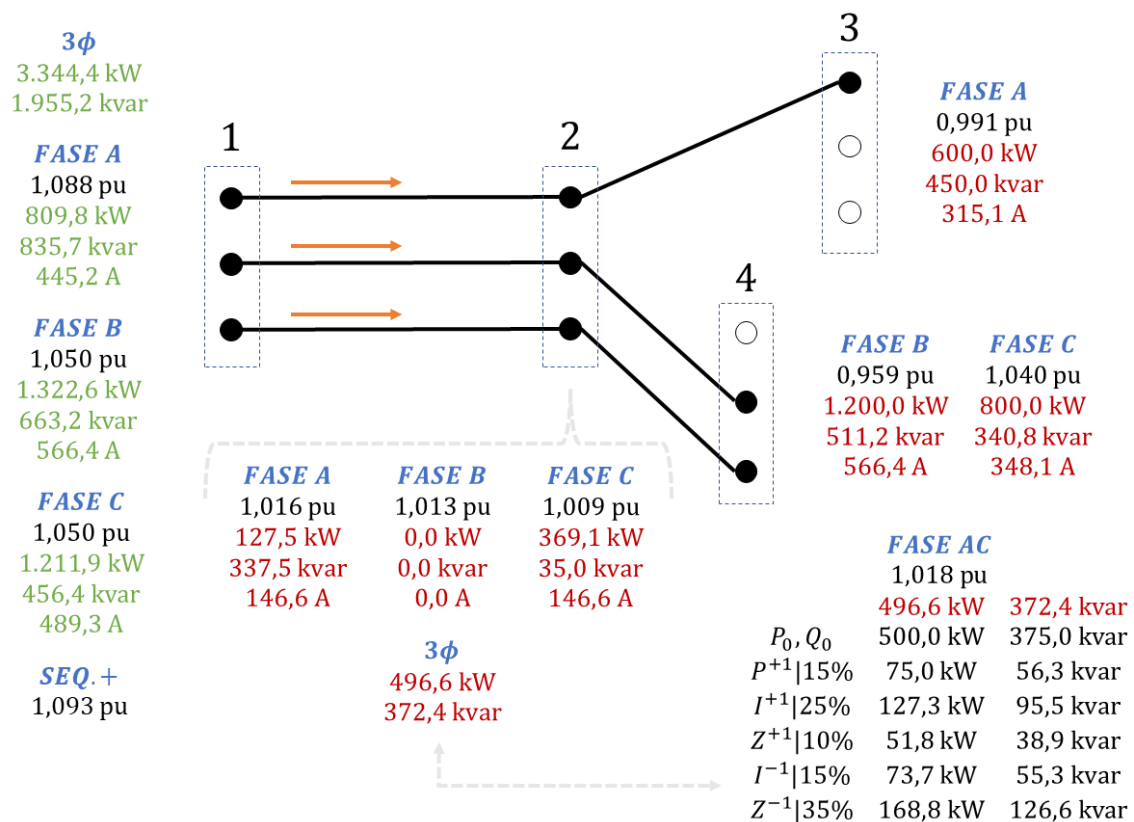 3ϕ
3.344,4 kW
1.955,2 kvar
FASE A
1,088 pu
809,8 kW
835,7 kvar
445,2 A
FASE B
1,050 pu
1.322,6 kW
663,2 kvar
566,4 A
FASE C
1,050 pu
1.211,9 kW
456,4 kvar
489,3 A
SEQ. +
1,093 pu
1
2
3
FASE A
0,991 pu
600,0 kW
450,0 kvar
315,1 A
4
FASE B FASE C
0,959 pu 1,040 pu
1.200,0 kW 800,0 kW
511,2 kvar 340,8 kvar
566,4 A 348,1 A
FASE A FASE B FASE C
1,016 pu 1,013 pu 1,009 pu
127,5 kW 0,0 kW 369,1 kW
337,5 kvar 0,0 kvar 35,0 kvar
146,6 A 0,0 A 146,6 A
3ϕ
496,6 kW
372,4 kvar
FASE AC
1,018 pu
496,6 kW 372,4 kvar
P₀, Q₀ 500,0 kW 375,0 kvar
P⁺¹|15% 75,0 kW 56,3 kvar
I⁺¹|25% 127,3 kW 95,5 kvar
Z⁺¹|10% 51,8 kW 38,9 kvar
I⁻¹|15% 73,7 kW 55,3 kvar
Z⁻¹|35% 168,8 kW 126,6 kvar